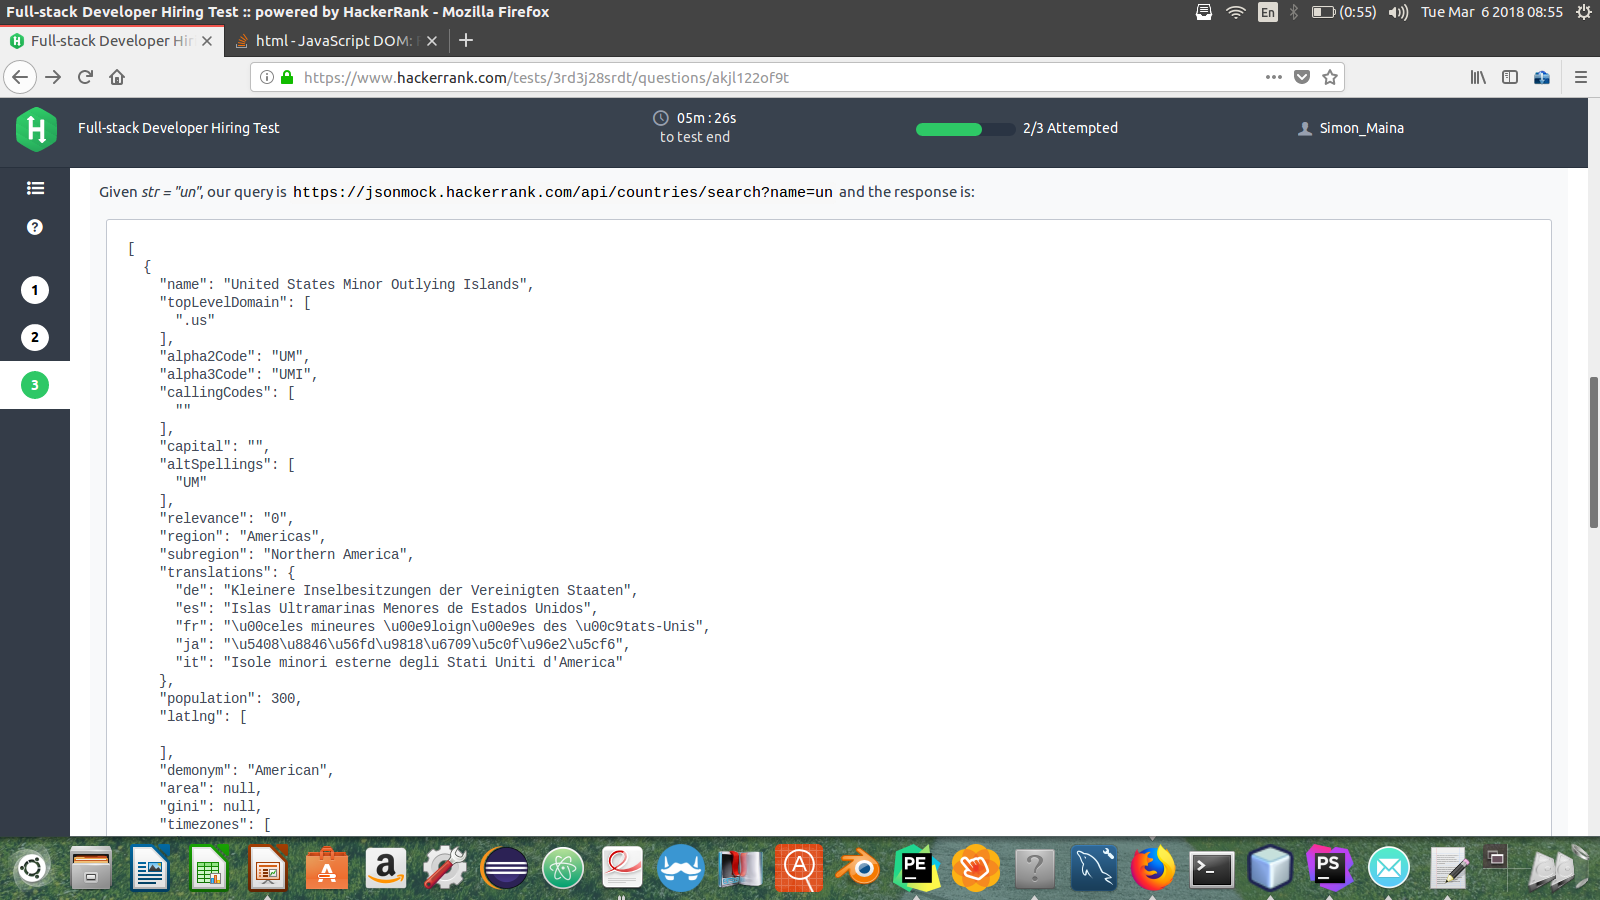 Full-stack Developer Hiring Test :: powered by HackerRank - Mozilla Firefox
En
(0:55)
Tue Mar 6 2018 08:55
Full-stack Developer Hir
html - JavaScript DOM:
https://www.hackerrank.com/tests/3rd3j28srdt/questions/akjl122of9t
H
Full-stack Developer Hiring Test
05m : 26s
to test end
2/3 Attempted
Simon_Maina
?
1
2
3
Given str = "un", our query is https://jsonmock.hackerrank.com/api/countries/search?name=un and the response is:
[
{
"name": "United States Minor Outlying Islands",
"topLevelDomain": [
".us"
],
"alpha2Code": "UM",
"alpha3Code": "UMI",
"callingCodes": [
""
],
"capital": "",
"altSpellings": [
"UM"
],
"relevance": "0",
"region": "Americas",
"subregion": "Northern America",
"translations": {
"de": "Kleinere Inselbesitzungen der Vereinigten Staaten",
"es": "Islas Ultramarinas Menores de Estados Unidos",
"fr": "\u00celes mineures \u00e9loign\u00e9es des \u00c9tats-Unis",
"ja": "\u5408\u8846\u56fd\u9818\u6709\u5c0f\u96e2\u5cf6",
"it": "Isole minori esterne degli Stati Uniti d'America"
},
"population": 300,
"latlng": [
],
"demonym": "American",
"area": null,
"gini": null,
"timezones": [
A
a
A
PE
?
>_
PS